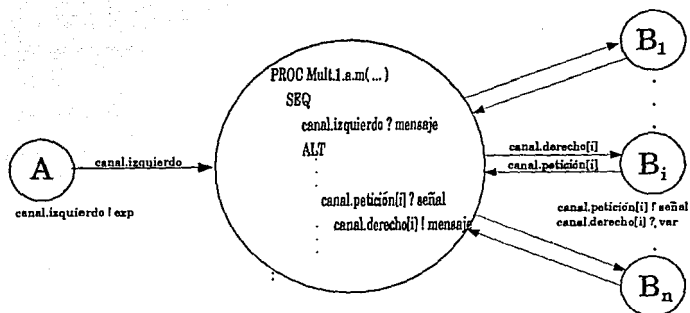 A
canal.izquierdo
canal.izquierdo ! exp
PROC Mult.1.a.m(...)
SEQ
canal.izquierdo ? mensaje
ALT
canal.petición[i] ? señal
canal.derecho[i] ! mensaje
B1
canal.derecho[i]
canal.petición[i]
Bi
canal.petición[i] ! señal
canal.derecho[i] ? var
Bn